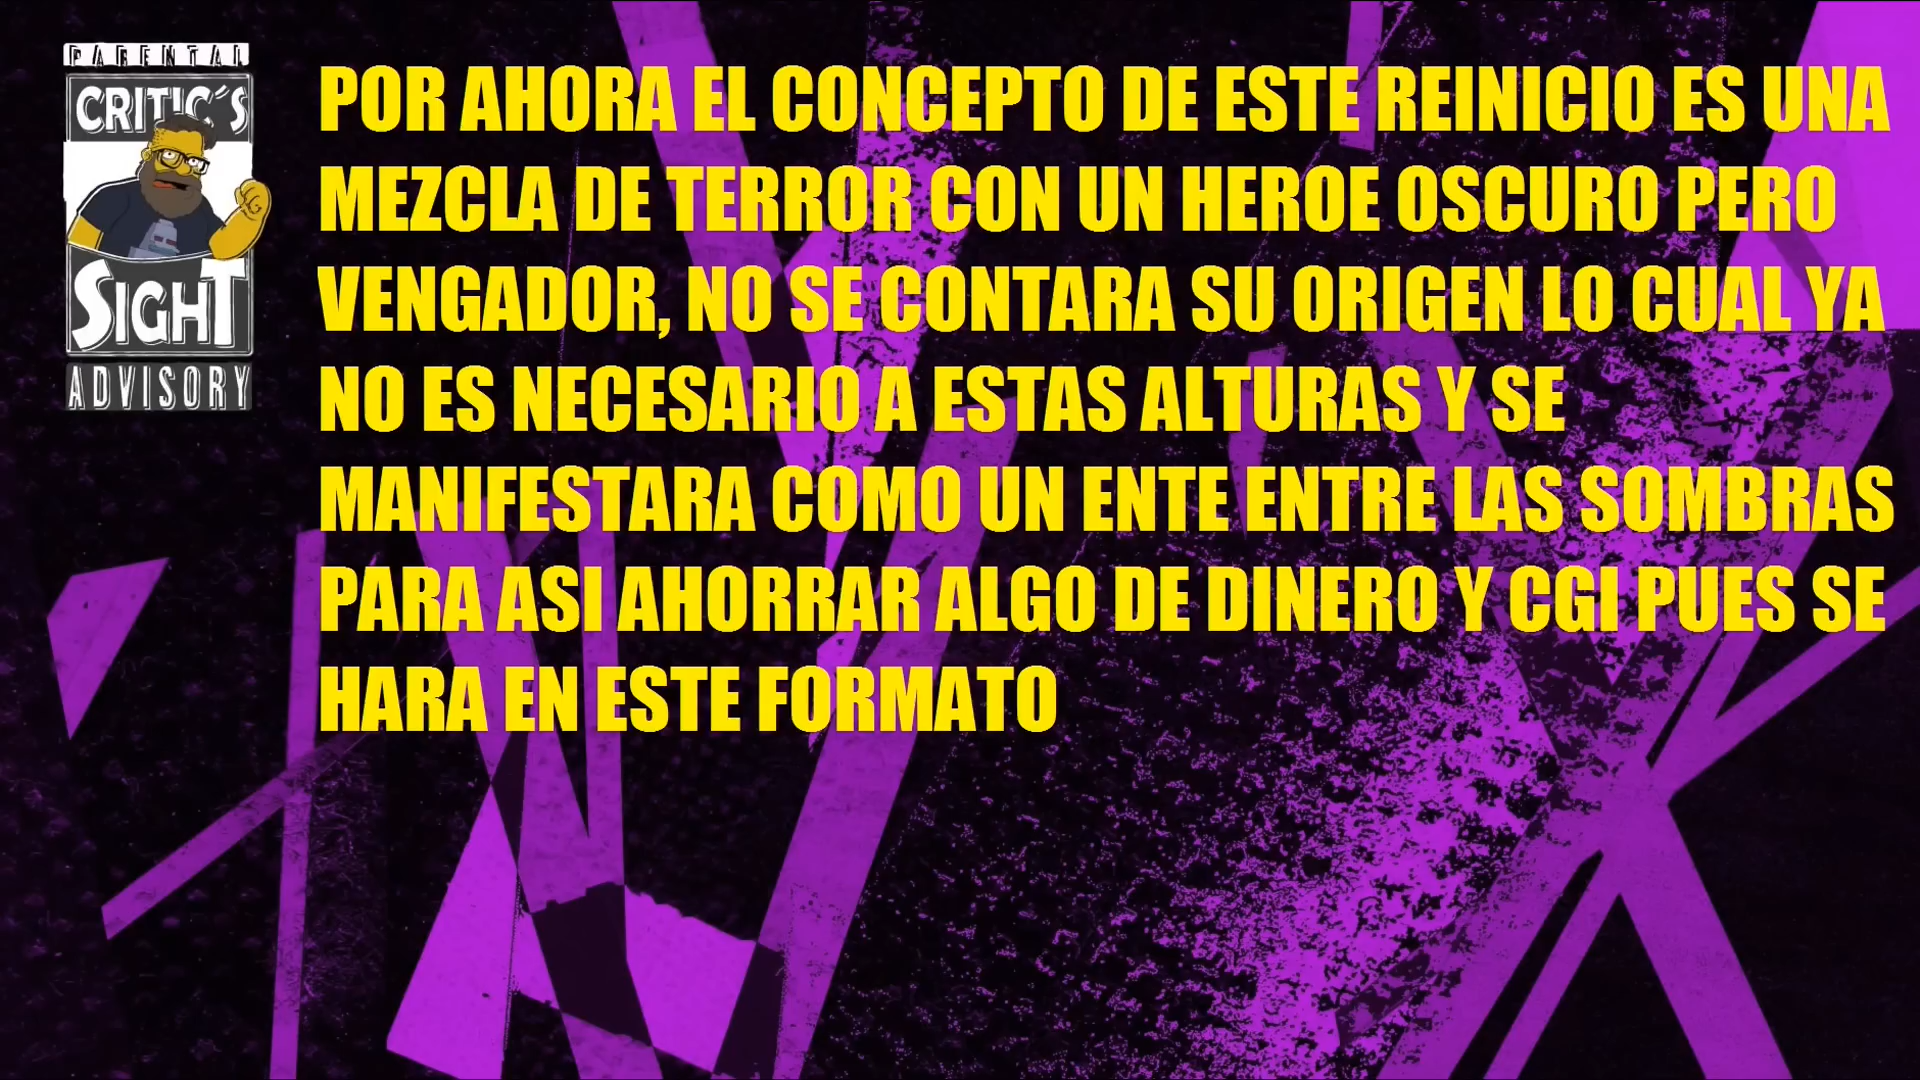 PARENTAL
CRITIC´S
SIGHT
ADVISORY
POR AHORA EL CONCEPTO DE ESTE REINICIO ES UNA
MEZCLA DE TERROR CON UN HEROE OSCURO PERO
VENGADOR, NO SE CONTARA SU ORIGEN LO CUAL YA
NO ES NECESARIO A ESTAS ALTURAS Y SE
MANIFESTARA COMO UN ENTE ENTRE LAS SOMBRAS
PARA ASI AHORRAR ALGO DE DINERO Y CGI PUES SE
HARA EN ESTE FORMATO